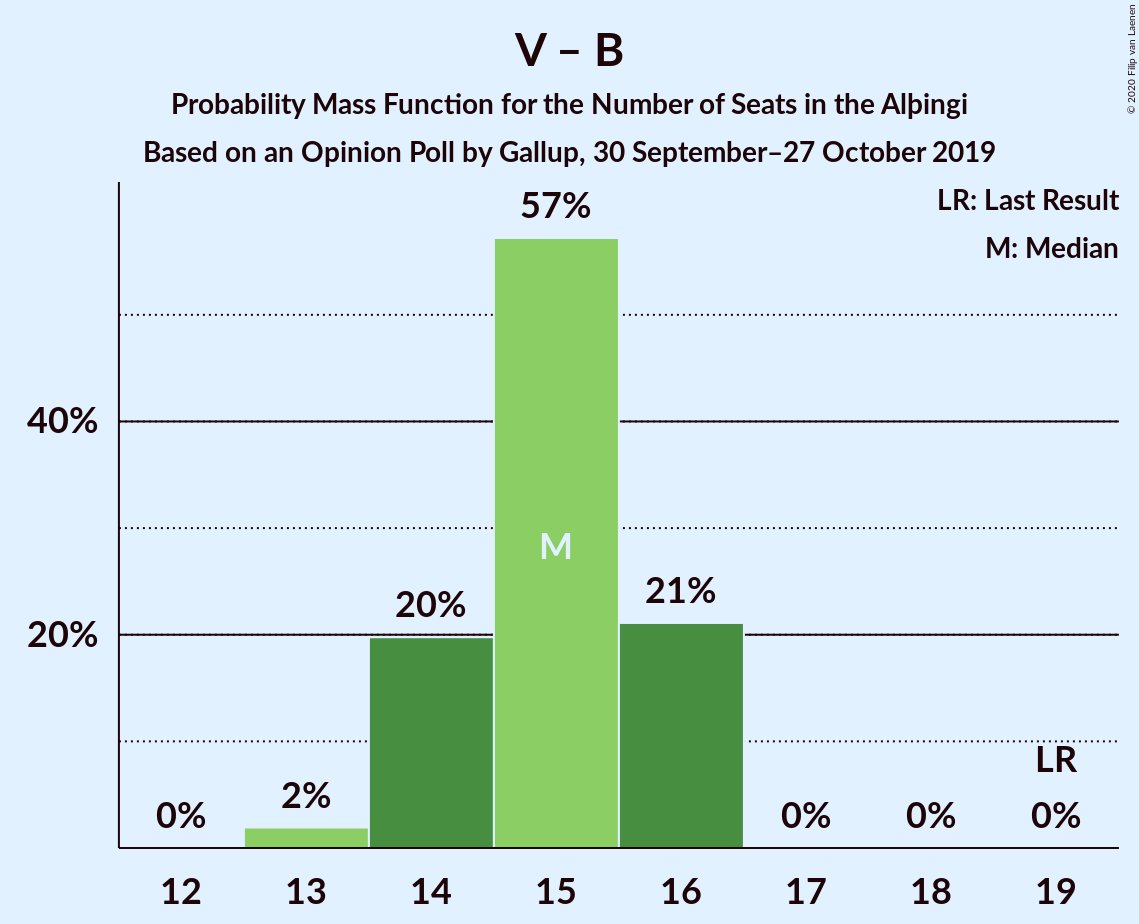 V – B
Probability Mass Function for the Number of Seats in the Alþingi
Based on an Opinion Poll by Gallup, 30 September–27 October 2019
© 2020 Filip van Laenen
LR: Last Result
M: Median
57%
40%
M
20%
21%
20%
LR
0%
2%
0%
0%
0%
12
13
14
15
16
17
18
19